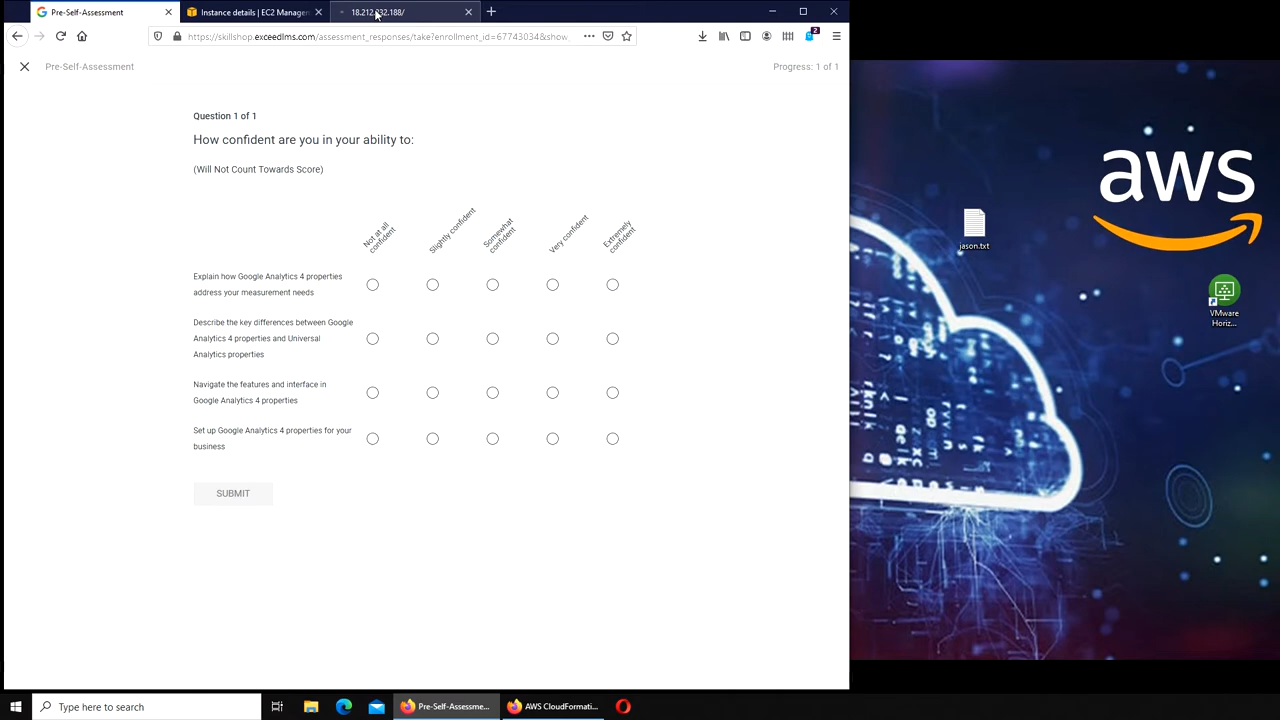 Pre-Self-Assessment
Instance details | EC2 Manager
https://skillshop.exceedlms.com/assessment_responses/take?enrollment_id=67743034&show_
2
Pre-Self-Assessment
Progress: 1 of 1
Question 1 of 1
How confident are you in your ability to:
(Will Not Count Towards Score)
Not at all
confident
Slightly confident
Somewhat
confident
Very confident
Extremely
confident
Explain how Google Analytics 4 properties
address your measurement needs
Describe the key differences between Google
Analytics 4 properties and Universal
Analytics properties
Navigate the features and interface in
Google Analytics 4 properties
Set up Google Analytics 4 properties for your
business
SUBMIT
aws
jason.txt
VMware
Horiz...
Type here to search
Pre-Self-Assessme...
AWS CloudFormati...